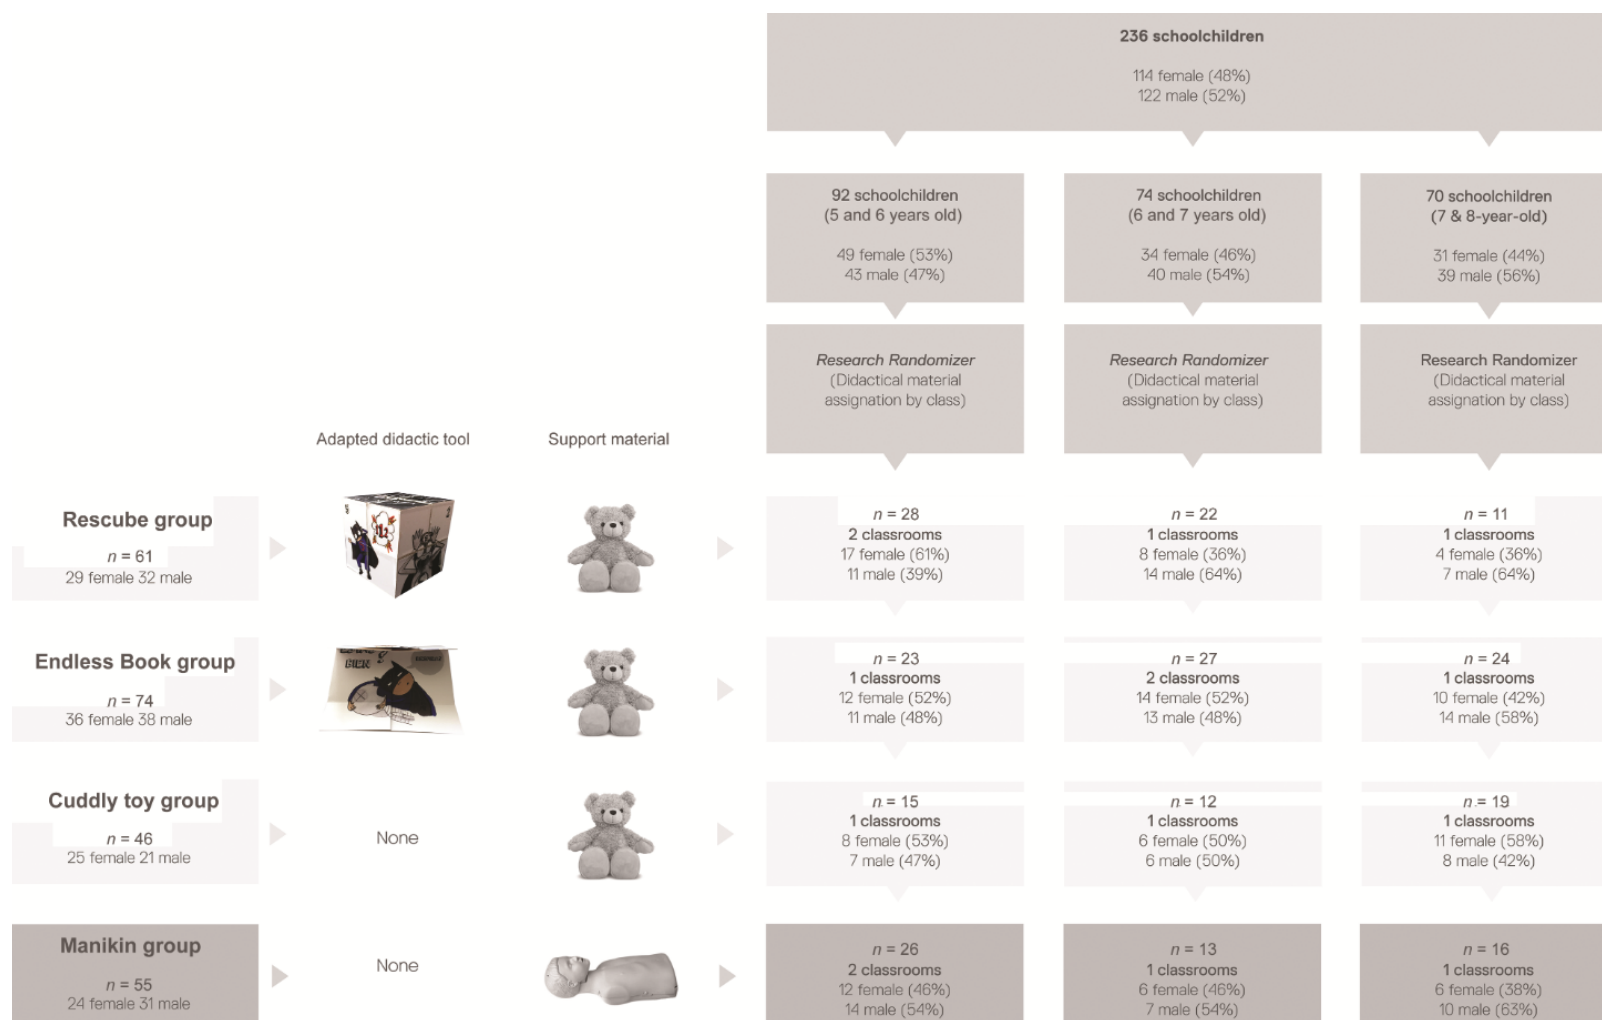 236 schoolchildren
114 female (48%)
122 male (52%)
92 schoolchildren
(5 and 6 years old)
49 female (53%)
43 male (47%)
74 schoolchildren
(6 and 7 years old)
34 female (46%)
40 male (54%)
70 schoolchildren
(7 & 8-year-old)
31 female (44%)
39 male (56%)
Research Randomizer
(Didactical material
assignation by class)
Research Randomizer
(Didactical material
assignation by class)
Research Randomizer
(Didactical material
assignation by class)
Adapted didactic tool
Support material
Rescube group
n = 61
29 female 32 male
n = 28
2 classrooms
17 female (61%)
11 male (39%)
n = 22
1 classrooms
8 female (36%)
14 male (64%)
n = 11
1 classrooms
4 female (36%)
7 male (64%)
Endless Book group
n = 74
36 female 38 male
n = 23
1 classrooms
12 female (52%)
11 male (48%)
n = 27
2 classrooms
14 female (52%)
13 male (48%)
n = 24
1 classrooms
10 female (42%)
14 male (58%)
Cuddly toy group
n = 46
25 female 21 male
None
n = 15
1 classrooms
8 female (53%)
7 male (47%)
n = 12
1 classrooms
6 female (50%)
6 male (50%)
n = 19
1 classrooms
11 female (58%)
8 male (42%)
Manikin group
n = 55
24 female 31 male
None
n = 26
2 classrooms
12 female (46%)
14 male (54%)
n = 13
1 classrooms
6 female (46%)
7 male (54%)
n = 16
1 classrooms
6 female (38%)
10 male (63%)